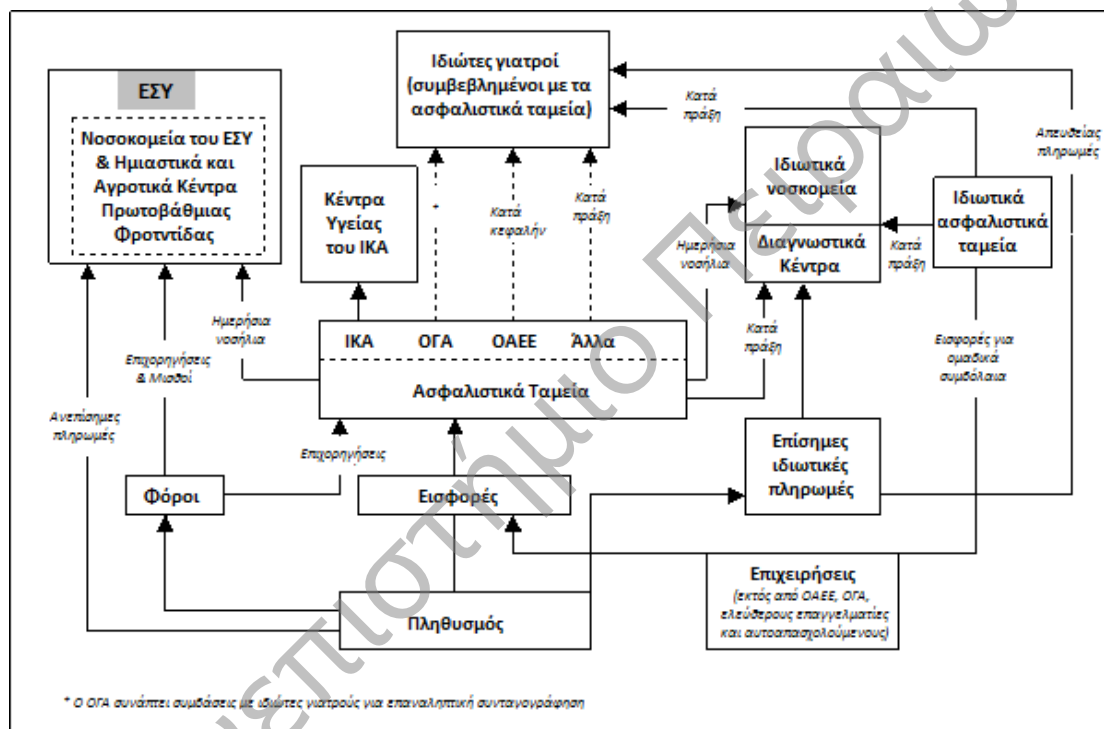 Ιδιώτες γιατροί
(συμβεβλημένοι με τα
ασφαλιστικά ταμεία)
ΕΣΥ
Νοσοκομεία του ΕΣΥ
& Ημιαστικά και
Αγροτικά Κέντρα
Πρωτοβάθμιας
Φροτντίδας
Κέντρα
Υγείας
του ΙΚΑ
*
Κατά
κεφαλήν
Κατά
πράξη
Κατά
πράξη
Απευθείας
πληρωμές
Ιδιωτικά
νοσκομεία
Διαγνωστικά
Κέντρα
Ιδιωτικά
ασφαλιστικά
ταμεία
Κατά
πράξη
Ημερήσια
νοσήλια
Ημερήσια
νοσήλια
Κατά
πράξη
Εισφορές για
ομαδικά
συμβόλαια
Επιχορηγήσεις
& Μισθοί
ΙΚΑ ΟΓΑ ΟΑΕΕ Άλλα
Ασφαλιστικά Ταμεία
Ανεπίσημες
πληρωμές
Επιχορηγήσεις
Φόροι
Εισφορές
Επίσημες
ιδιωτικές
πληρωμές
Πληθυσμός
Επιχειρήσεις
(εκτός από ΟΑΕΕ, ΟΓΑ,
ελεύθερους επαγγελματίες
και αυτοαπασχολούμενους)
* Ο ΟΓΑ συνάπτει συμβάσεις με ιδιώτες γιατρούς για επαναληπτική συνταγογράφηση
επιστήμιο Πειραιώ